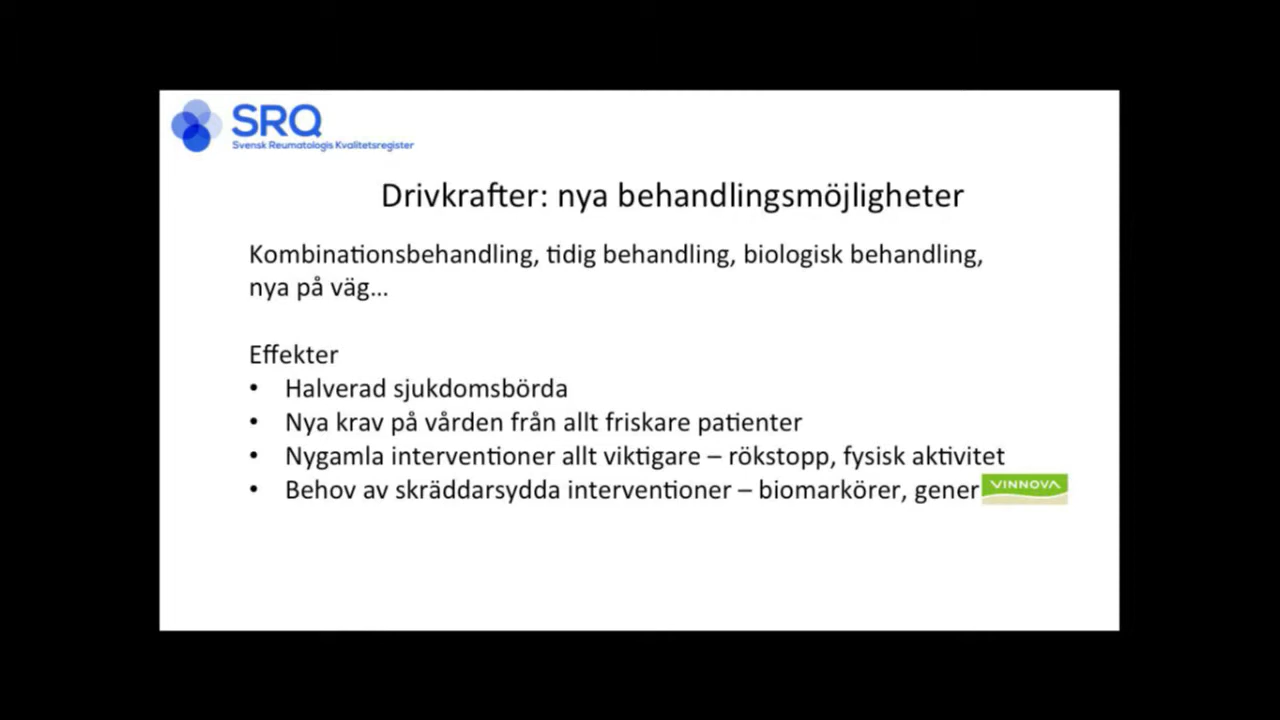 SRQ
Svensk Reumatologis Kvalitetsregister
Drivkrafter: nya behandlingsmöjligheter
Kombinationsbehandling, tidig behandling, biologisk behandling,
nya på väg...
Effekter
• Halverad sjukdomsbörda
• Nya krav på vården från allt friskare patienter
• Nygamla interventioner allt viktigare – rökstopp, fysisk aktivitet
• Behov av skräddarsydda interventioner – biomarkörer, gener VINNOVA